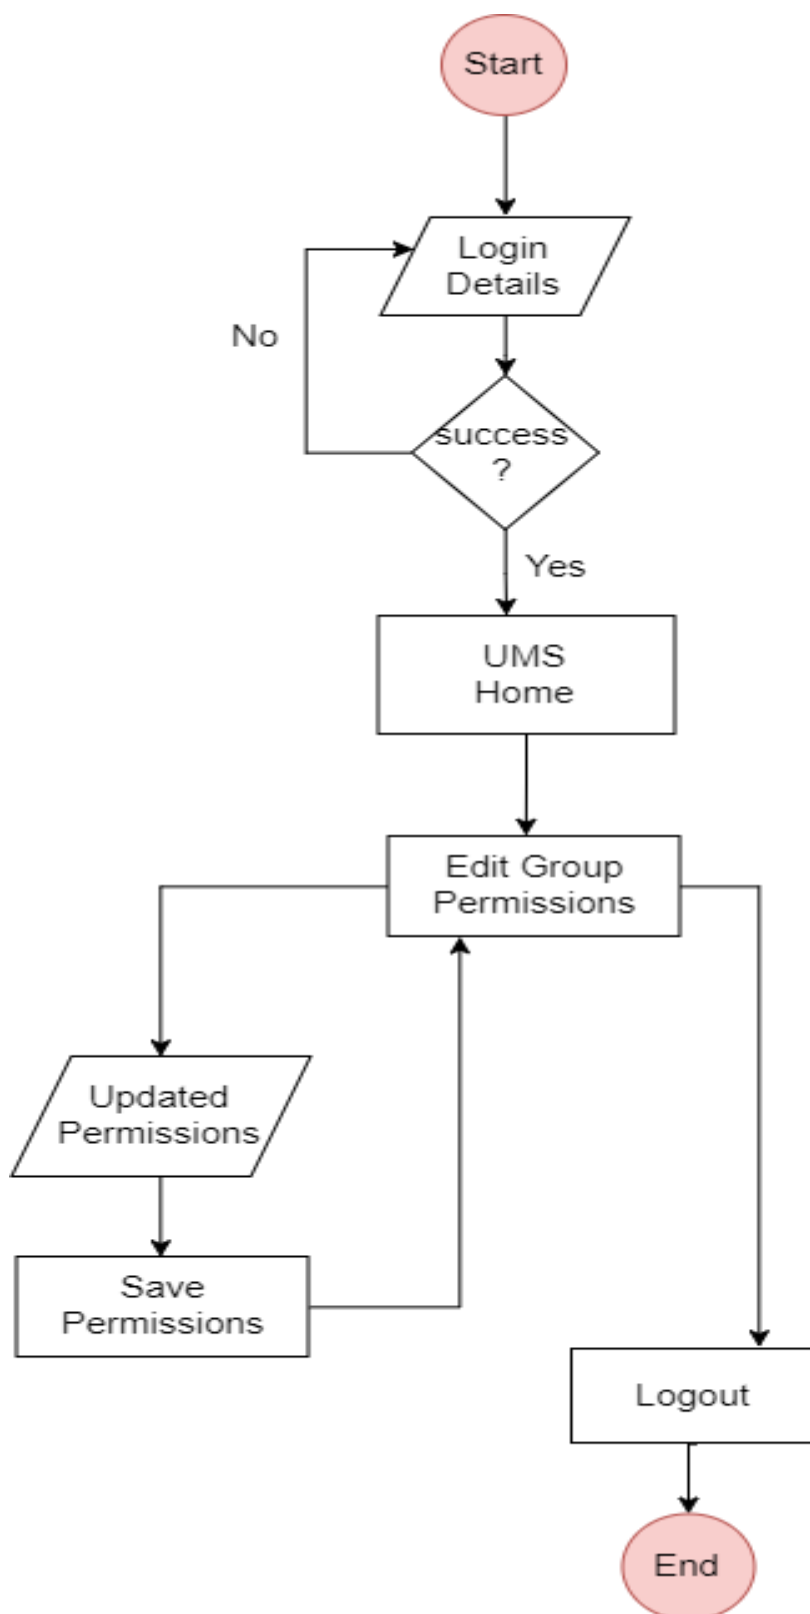 Start
Login
Details
No
success
?
Yes
UMS
Home
Edit Group
Permissions
Updated
Permissions
Save
Permissions
Logout
End